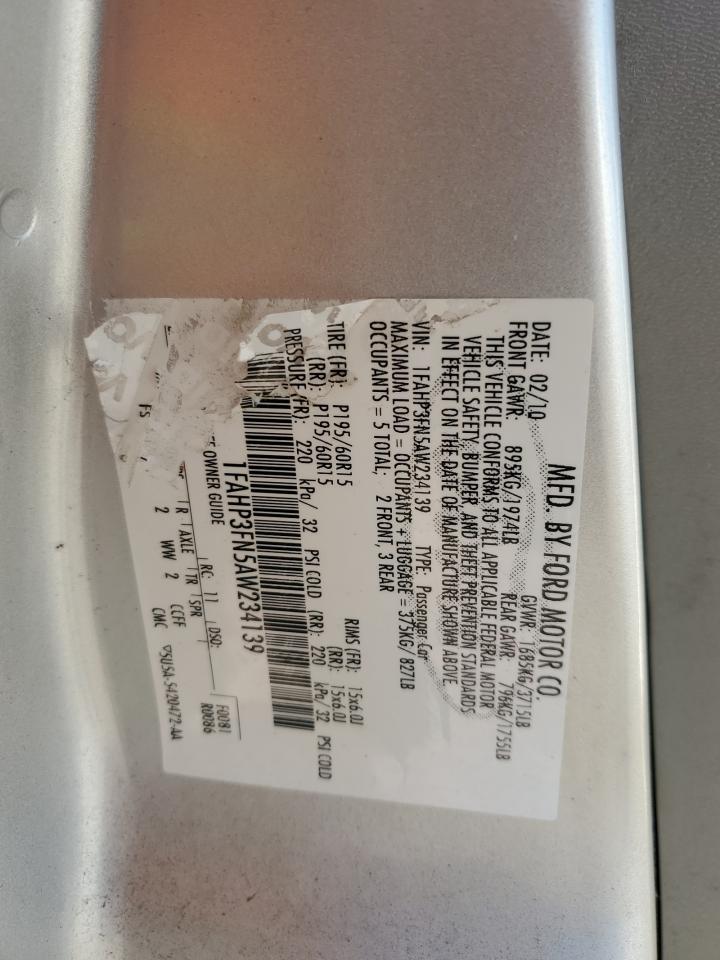 MFD. BY FORD MOTOR CO.
DATE: 02/10 GVWR: 1685KG/3715LB
FRONT GAWR: 895KG/1974LB REAR GAWR: 796KG/1755LB
THIS VEHICLE CONFORMS TO ALL APPLICABLE FEDERAL MOTOR
VEHICLE SAFETY, BUMPER, AND THEFT PREVENTION STANDARDS
IN EFFECT ON THE DATE OF MANUFACTURE SHOWN ABOVE.
VIN: 1FAHP3FN5AW234139 TYPE: Passenger Car
MAXIMUM LOAD = OCCUPANTS + LUGGAGE = 375KG/827LB
OCCUPANTS = 5 TOTAL; 2 FRONT, 3 REAR
TIRE (FR): P195/60R15 RIMS (FR): 15x6.0J
(RR): P195/60R15 (RR): 15x6.0J
PRESSURE (FR): 220 kPa/ 32 PSI COLD (RR): 220 kPa/ 32 PSI COLD
1FAHP3FN5AW234139
OWNER GUIDE F0081
RC: 11 DSO: R0086
R AXLE TR SPR
2 WW 2 CCFF
FS CMC 5U5A-5420472-AA